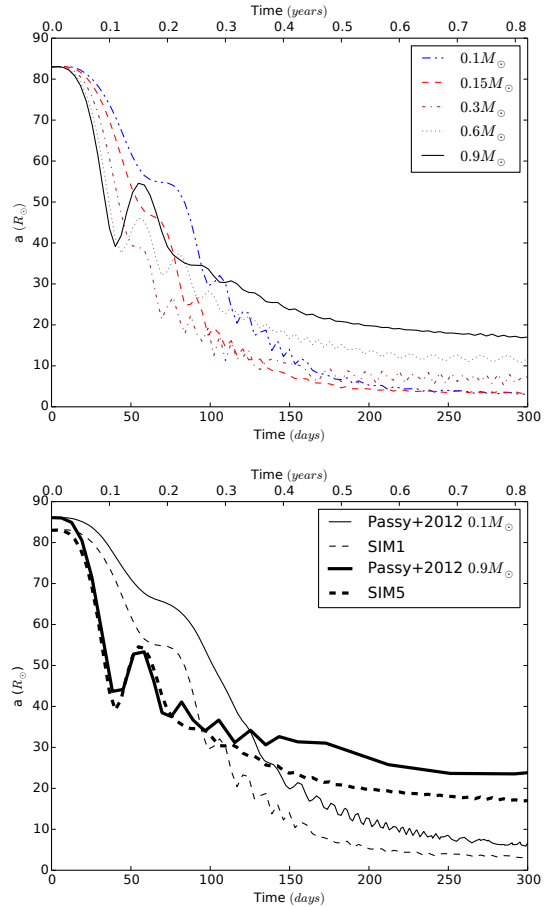 Time (years)
0.0 0.1 0.2 0.3 0.4 0.5 0.6 0.7 0.8
90
80
70
60
50
40
30
20
10
0
a (R⊙)
0.1M⊙
0.15M⊙
0.3M⊙
0.6M⊙
0.9M⊙
0 50 100 150 200 250 300
Time (days)
Time (years)
0.0 0.1 0.2 0.3 0.4 0.5 0.6 0.7 0.8
90
80
70
60
50
40
30
20
10
0
a (R⊙)
Passy+2012 0.1M⊙
SIM1
Passy+2012 0.9M⊙
SIM5
0 50 100 150 200 250 300
Time (days)